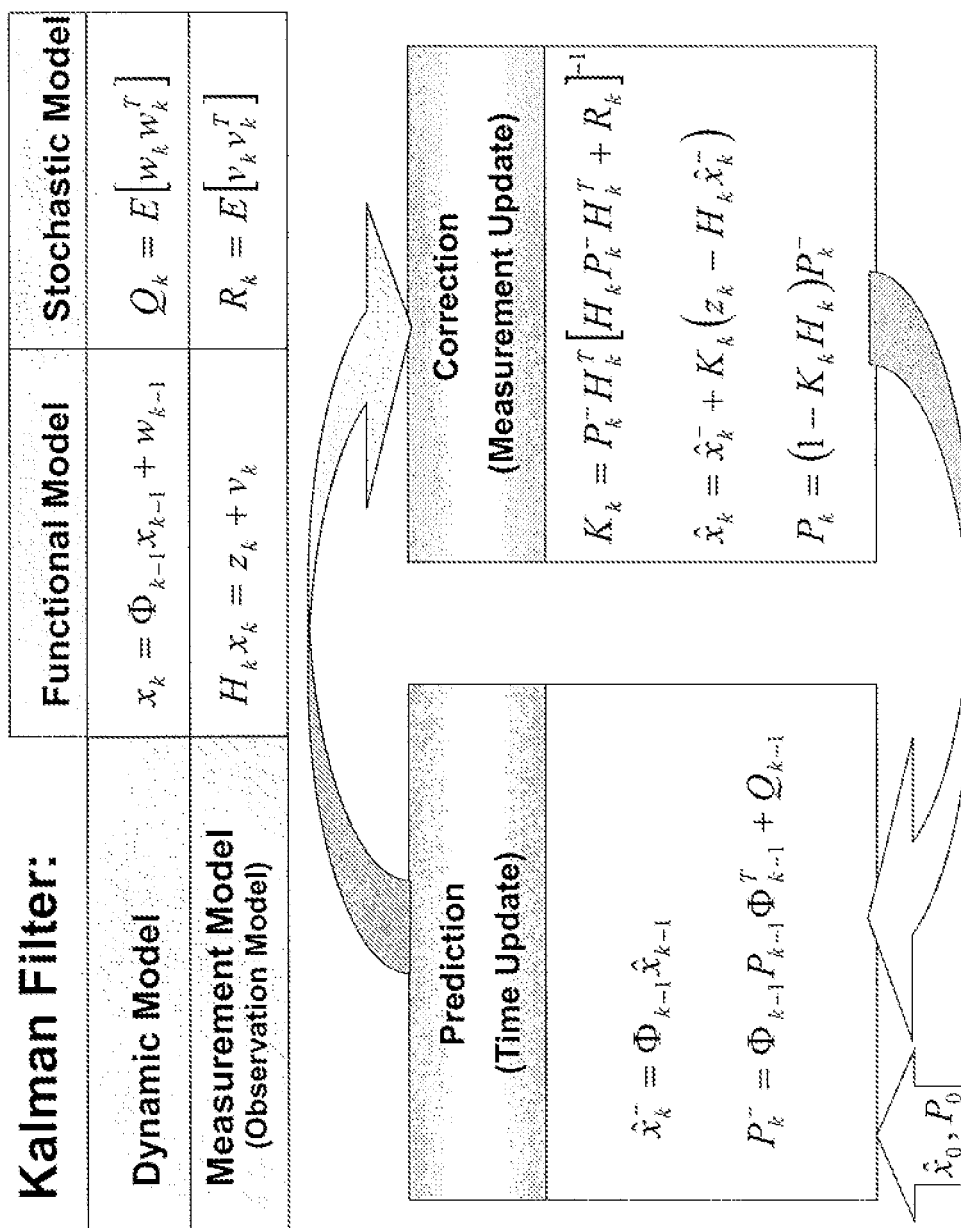 Kalman Filter:
Functional Model
Stochastic Model
Dynamic Model
x_k = Φ_{k−1} x_{k−1} + w_{k−1}
Q_k = E[w_k w_k^T]
Measurement Model
(Observation Model)
H_k x_k = z_k + v_k
R_k = E[v_k v_k^T]
Prediction
(Time Update)
x̂_k^- = Φ_{k−1} x̂_{k−1}
P_k^- = Φ_{k−1} P_{k−1} Φ_{k−1}^T + Q_{k−1}
Correction
(Measurement Update)
K_k = P_k^- H_k^T [H_k P_k^- H_k^T + R_k]^{-1}
x̂_k = x̂_k^- + K_k (z_k − H_k x̂_k^-)
P_k = (1 − K_k H_k) P_k^-
x̂_0, P_0